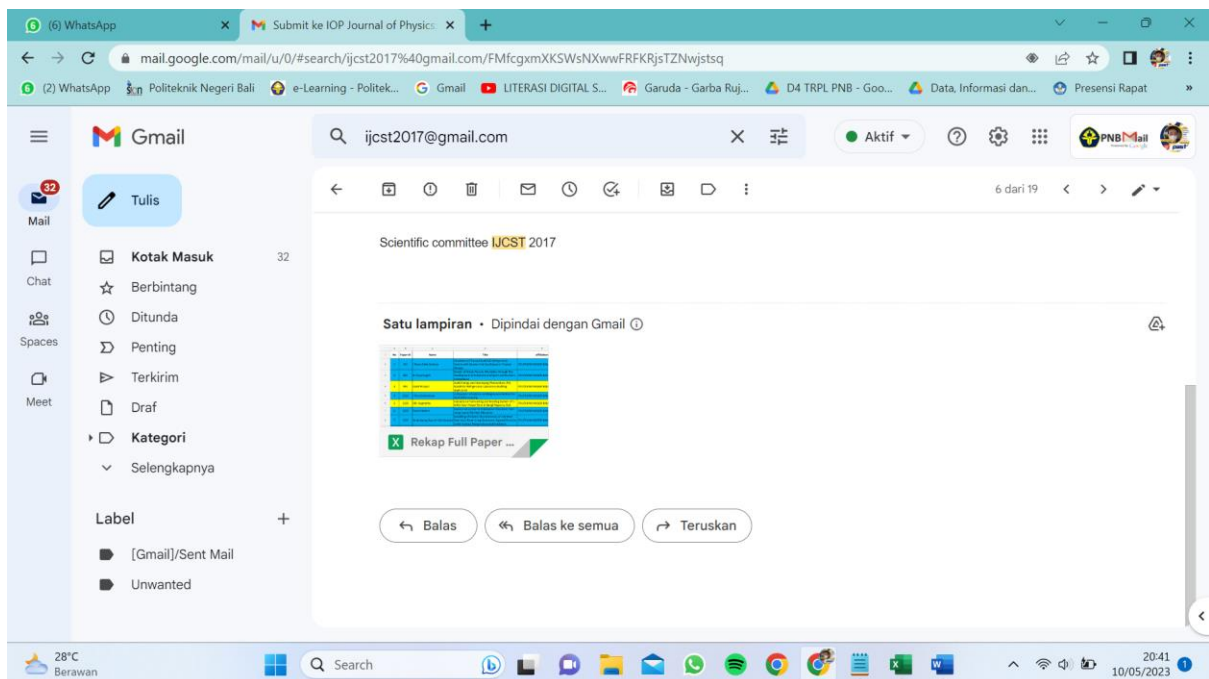 (6) WhatsApp
Submit ke IOP Journal of Physics:
mail.google.com/mail/u/0/#search/ijcst2017%40gmail.com/FMfcgxmXKSWsNXwwFRFKRjsTZNwjstsq
(2) WhatsApp Politeknik Negeri Bali e-Learning - Politek... Gmail LITERASI DIGITAL S... Garuda - Garba Ruj... D4 TRPL PNB - Goo... Data, Informasi dan... Presensi Rapat »
Gmail
ijcst2017@gmail.com
Aktif
PNBMail
32
Mail
Chat
Spaces
Meet
Tulis
Kotak Masuk 32
Berbintang
Ditunda
Penting
Terkirim
Draf
Kategori
Selengkapnya
Label +
[Gmail]/Sent Mail
Unwanted
6 dari 19
Scientific committee IJCST 2017
Satu lampiran • Dipindai dengan Gmail
X Rekap Full Paper ...
Balas
Balas ke semua
Teruskan
28°C
Berawan
Search
20:41
10/05/2023
1